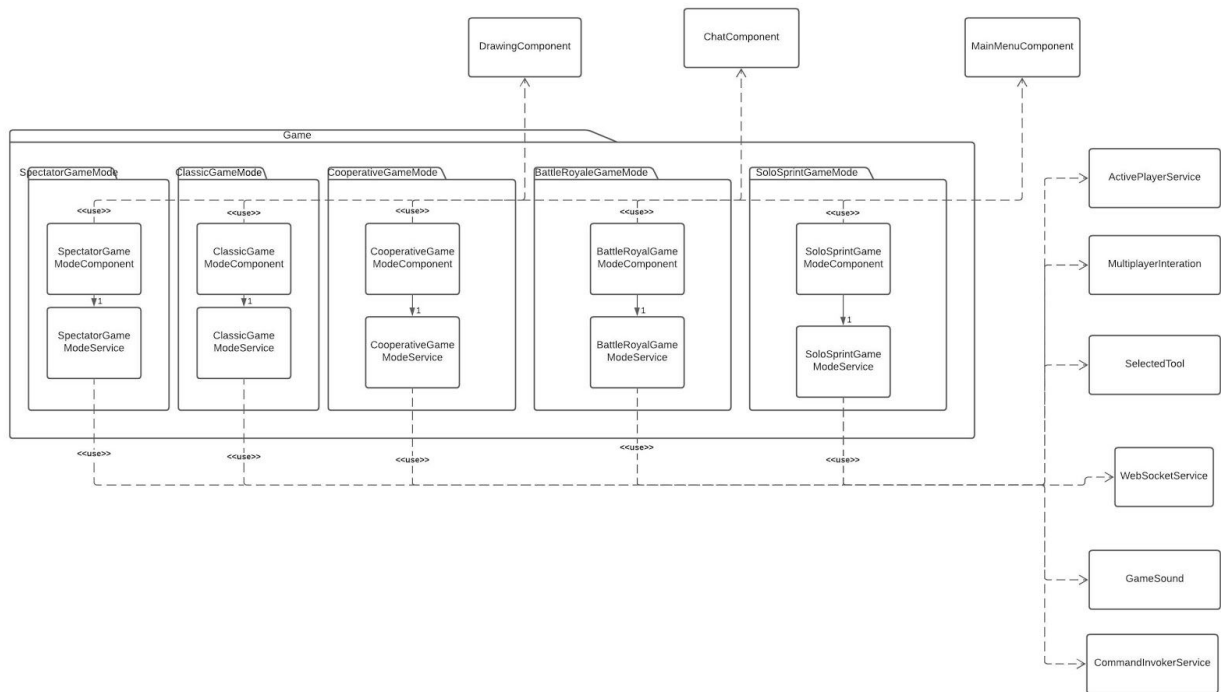 ChatComponent
DrawingComponent
MainMenuComponent
Game
SpectatorGameMode
ClassicGameMode
CooperativeGameMode
BattleRoyaleGameMode
SoloSprintGameMode
ActivePlayerService
<<use>>
<<use>>
<<use>>
<<use>>
<<use>>
SpectatorGame
ModeComponent
ClassicGame
ModeComponent
CooperativeGame
ModeComponent
BattleRoyalGame
ModeComponent
SoloSprintGame
ModeComponent
MultiplayerInteration
1
1
1
1
1
SpectatorGame
ModeService
ClassicGame
ModeService
CooperativeGame
ModeService
BattleRoyalGame
ModeService
SoloSprintGame
ModeService
SelectedTool
<<use>>
<<use>>
<<use>>
<<use>>
<<use>>
WebSocketService
GameSound
CommandInvokerService